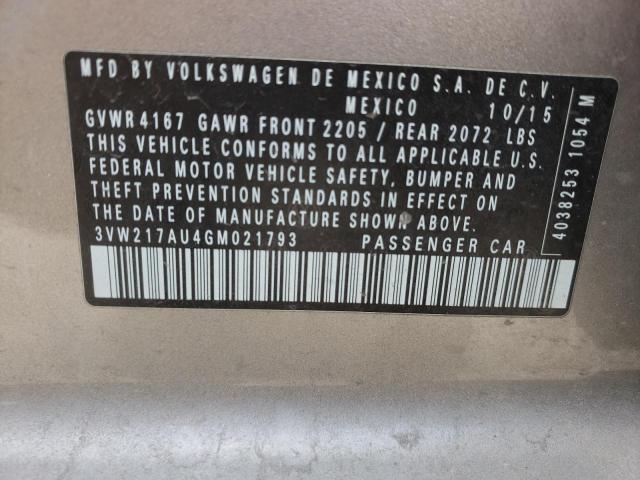 MFD BY VOLKSWAGEN DE MEXICO S.A. DE C.V.
MEXICO 10/15
GVWR 4167 GAWR FRONT 2205 / REAR 2072 LBS
THIS VEHICLE CONFORMS TO ALL APPLICABLE U.S.
FEDERAL MOTOR VEHICLE SAFETY, BUMPER AND
THEFT PREVENTION STANDARDS IN EFFECT ON
THE DATE OF MANUFACTURE SHOWN ABOVE.
3VW217AU4GM021793 PASSENGER CAR
4038253 1054 M